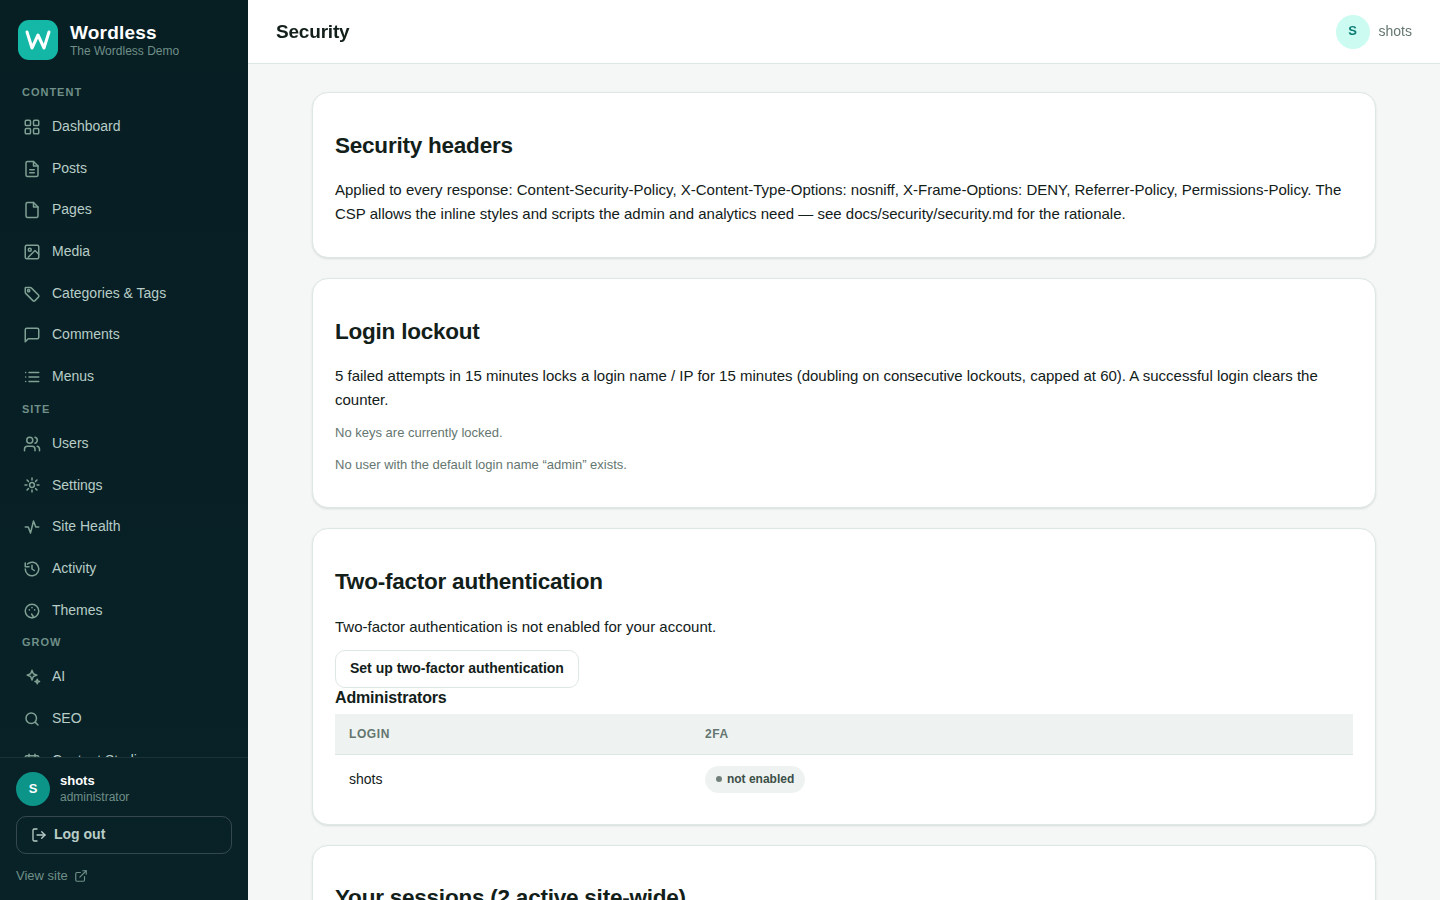 Wordless
The Wordless Demo
CONTENT
Dashboard
Posts
Pages
Media
Categories & Tags
Comments
Menus
SITE
Users
Settings
Site Health
Activity
Themes
GROW
AI
SEO
S
shots
administrator
Log out
View site
Security
S
shots
Security headers
Applied to every response: Content-Security-Policy, X-Content-Type-Options: nosniff, X-Frame-Options: DENY, Referrer-Policy, Permissions-Policy. The
CSP allows the inline styles and scripts the admin and analytics need — see docs/security/security.md for the rationale.
Login lockout
5 failed attempts in 15 minutes locks a login name / IP for 15 minutes (doubling on consecutive lockouts, capped at 60). A successful login clears the
counter.
No keys are currently locked.
No user with the default login name “admin” exists.
Two-factor authentication
Two-factor authentication is not enabled for your account.
Set up two-factor authentication
Administrators
LOGIN 2FA
shots not enabled
Your sessions (2 active site-wide)